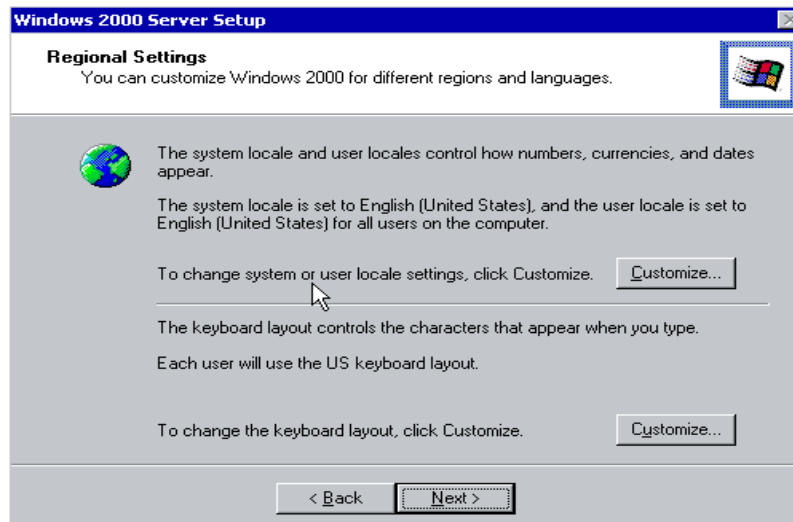 Windows 2000 Server Setup
Regional Settings
You can customize Windows 2000 for different regions and languages.
The system locale and user locales control how numbers, currencies, and dates
appear.
The system locale is set to English (United States), and the user locale is set to
English (United States) for all users on the computer.
To change system or user locale settings, click Customize. Customize...
The keyboard layout controls the characters that appear when you type.
Each user will use the US keyboard layout.
To change the keyboard layout, click Customize. Customize...
< Back Next >